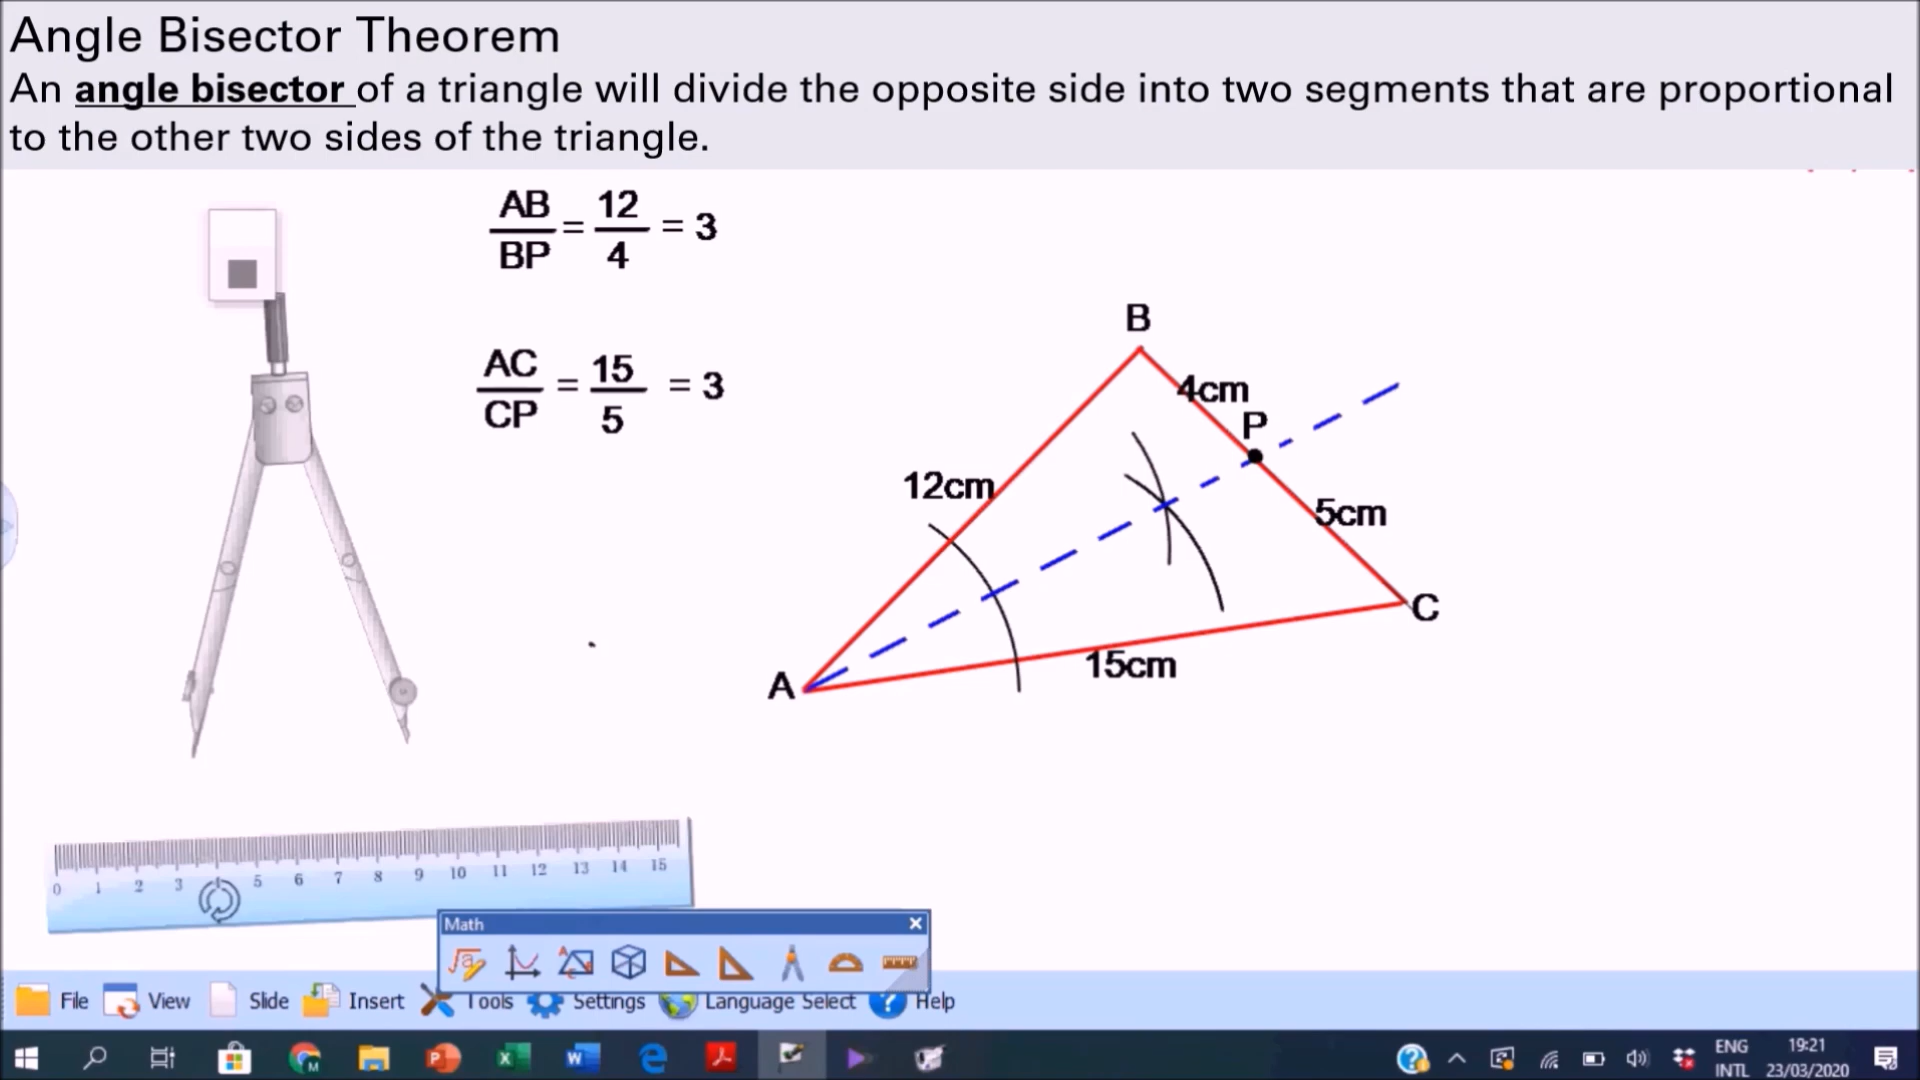 Angle Bisector Theorem
An angle bisector of a triangle will divide the opposite side into two segments that are proportional
to the other two sides of the triangle.
AB/BP = 12/4 = 3
AC/CP = 15/5 = 3
B
4cm
P
12cm
5cm
C
A
15cm
0 1 2 3 4 5 6 7 8 9 10 11 12 13 14 15
Math
File View Slide Insert Tools Settings Language Select Help
ENG 19:21
INTL 23/03/2020